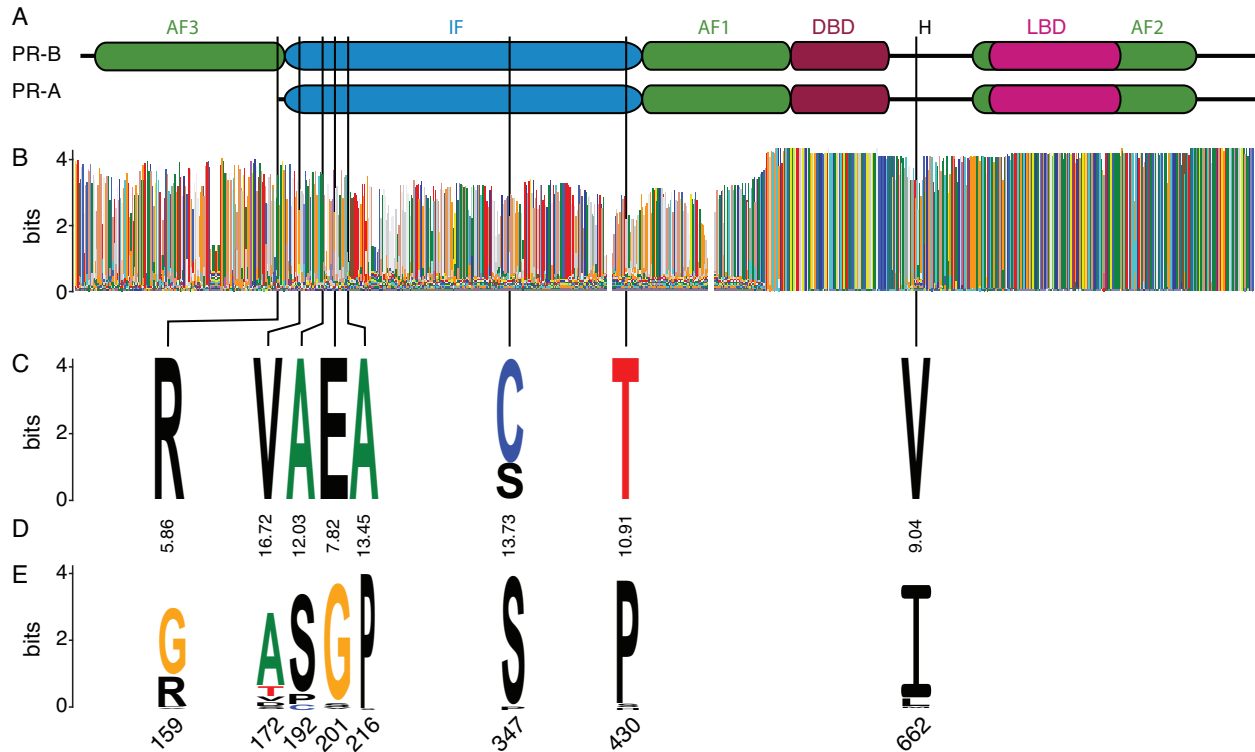 A
AF3 IF AF1 DBD H LBD AF2
PR-B
PR-A
B
bits
4
2
0
C
bits
4
2
0
R V A E A C S T V
D
5.86 16.72 12.03 7.82 13.45 13.73 10.91 9.04
E
bits
4
2
0
G A S G P S P I
R T P C L
159 172 192 201 216 347 430 662